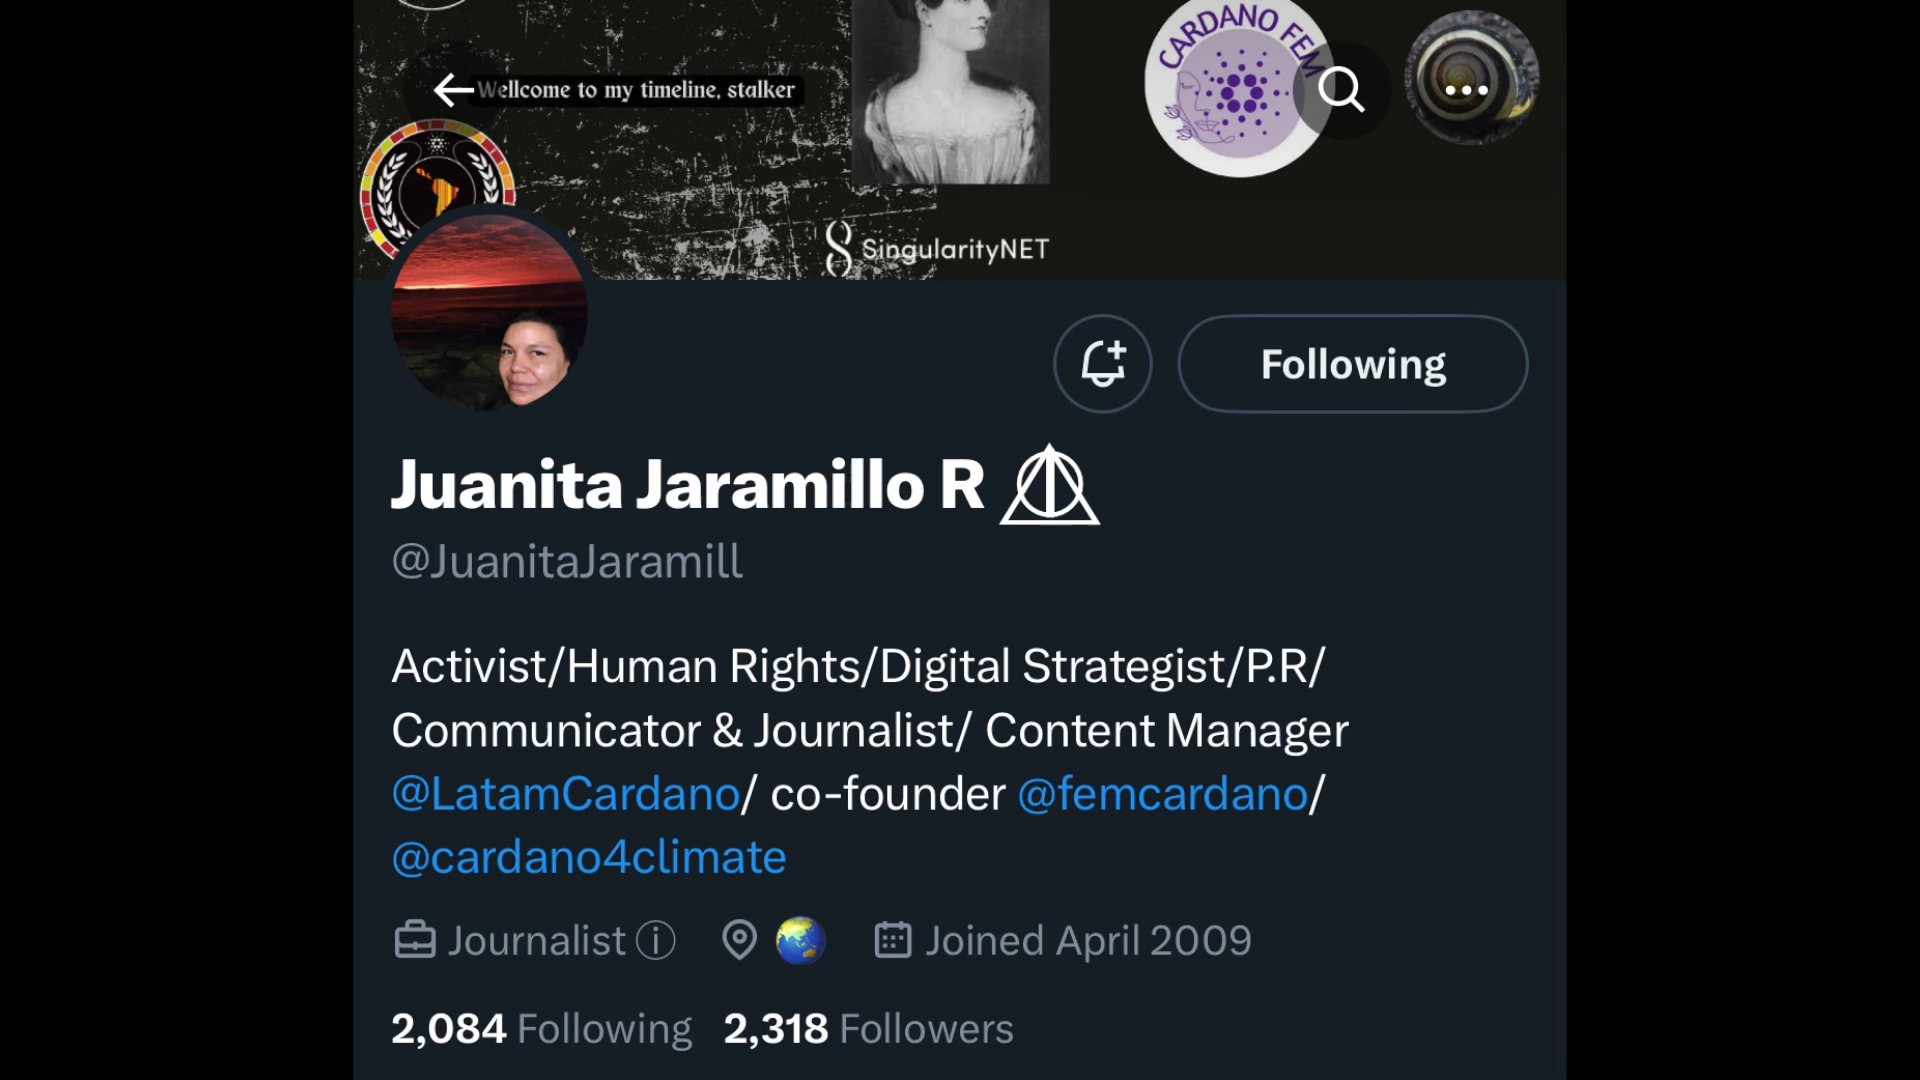 CARDANO FEM
Wellcome to my timeline, stalker
SingularityNET
Following
Juanita Jaramillo R
@JuanitaJaramill
Activist/Human Rights/Digital Strategist/P.R/
Communicator & Journalist/ Content Manager
@LatamCardano/ co-founder @femcardano/
@cardano4climate
Journalist Joined April 2009
2,084 Following 2,318 Followers